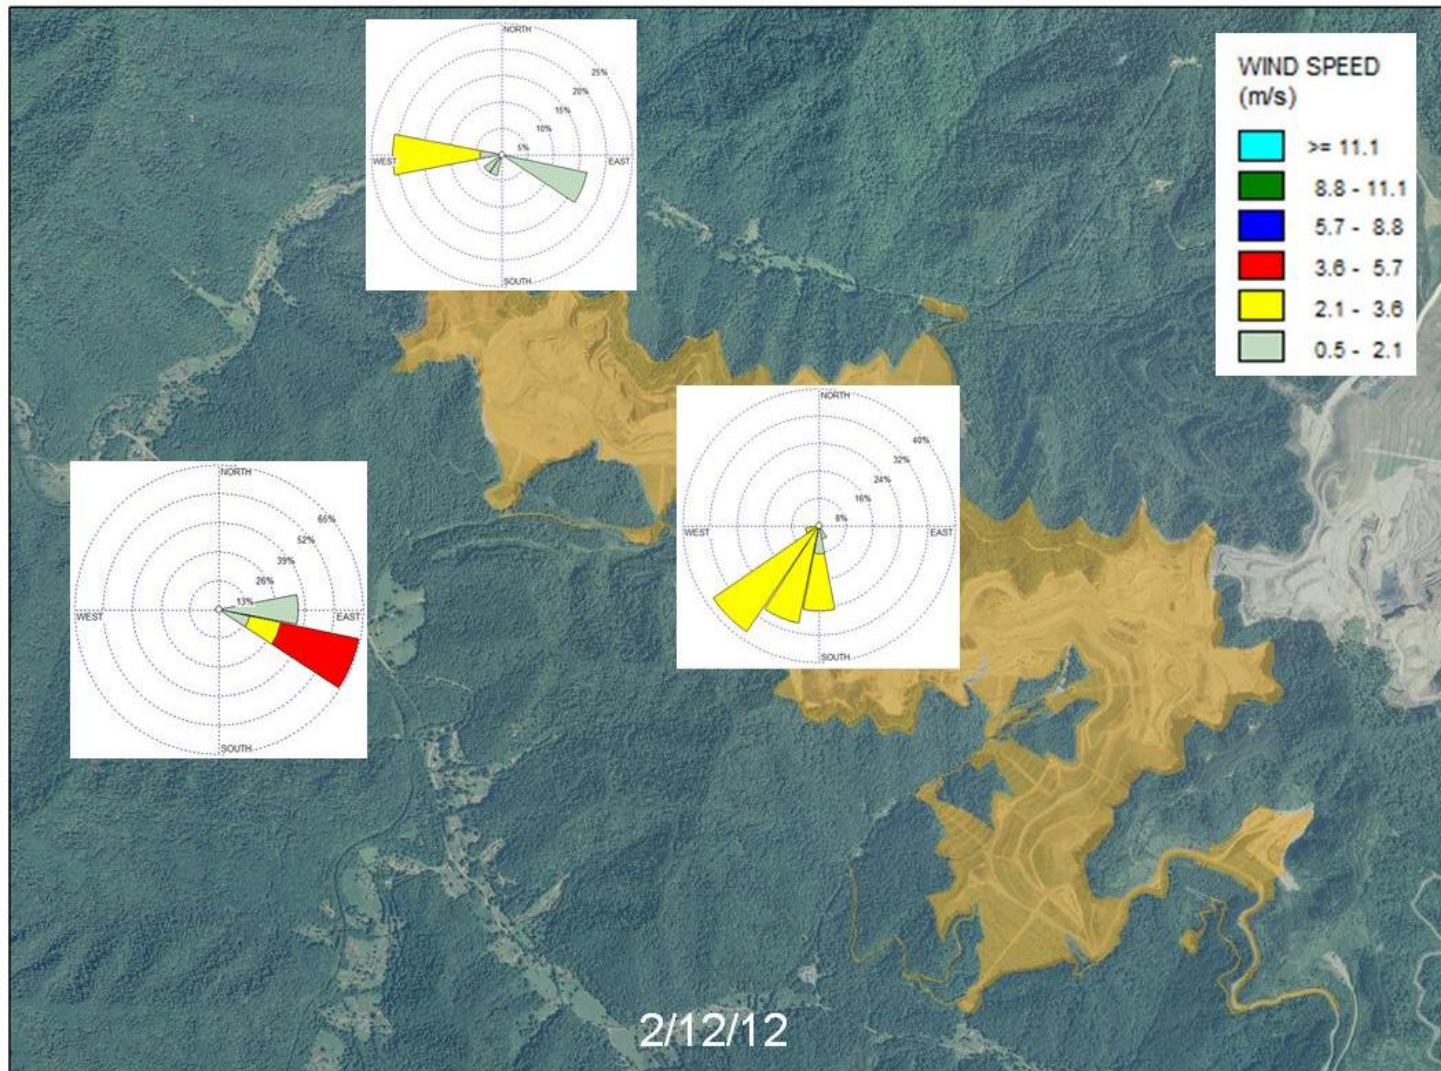 NORTH
25%
20%
15%
10%
5%
WEST
EAST
SOUTH
WIND SPEED
(m/s)
>= 11.1
8.8 - 11.1
5.7 - 8.8
3.6 - 5.7
2.1 - 3.6
0.5 - 2.1
NORTH
40%
32%
24%
16%
8%
WEST
EAST
SOUTH
NORTH
65%
52%
39%
26%
13%
WEST
EAST
SOUTH
2/12/12